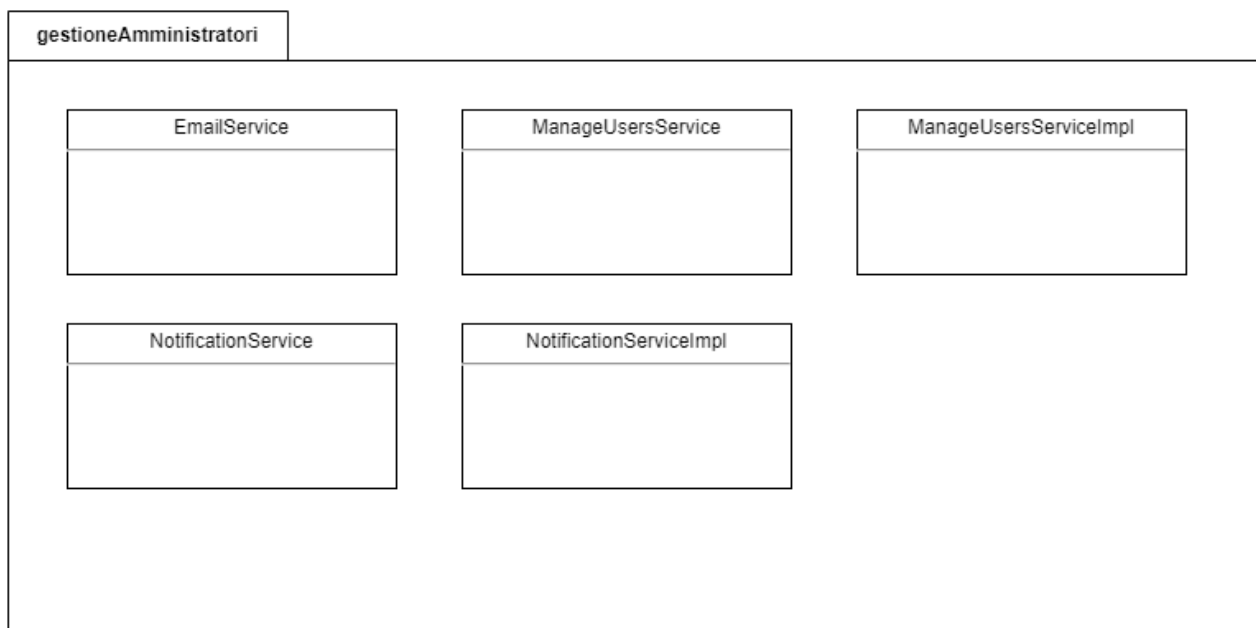 gestioneAmministratori
EmailService
ManageUsersService
ManageUsersServiceImpl
NotificationService
NotificationServiceImpl